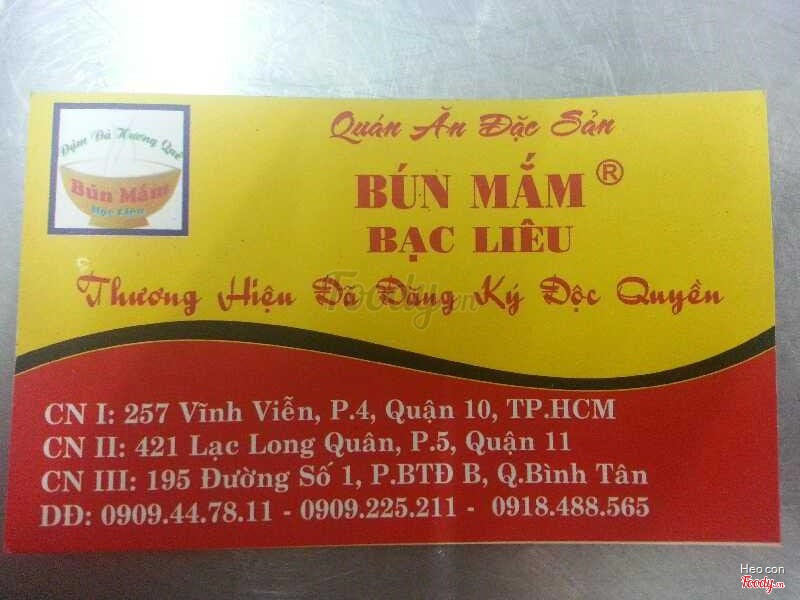 Đậm Đà Hương Quê
Bún Mắm
Bạc Liêu
Quán Ăn Đặc Sản
BÚN MẮM ®
BẠC LIÊU
Thương Hiệu Đã Đăng Ký Độc Quyền
Foody.vn
CN I: 257 Vĩnh Viễn, P.4, Quận 10, TP.HCM
CN II: 421 Lạc Long Quân, P.5, Quận 11
CN III: 195 Đường Số 1, P.BTĐ B, Q.Bình Tân
DĐ: 0909.44.78.11 - 0909.225.211 - 0918.488.565
Heo con
Foody.vn